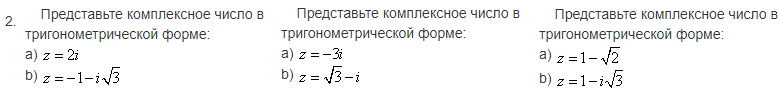 2. Представьте комплексное число в тригонометрической форме:
a) z = 2i
b) z = −1 − i√3
Представьте комплексное число в тригонометрической форме:
a) z = −3i
b) z = √3 − i
Представьте комплексное число в тригонометрической форме:
a) z = 1 − √2
b) z = 1 − i√3